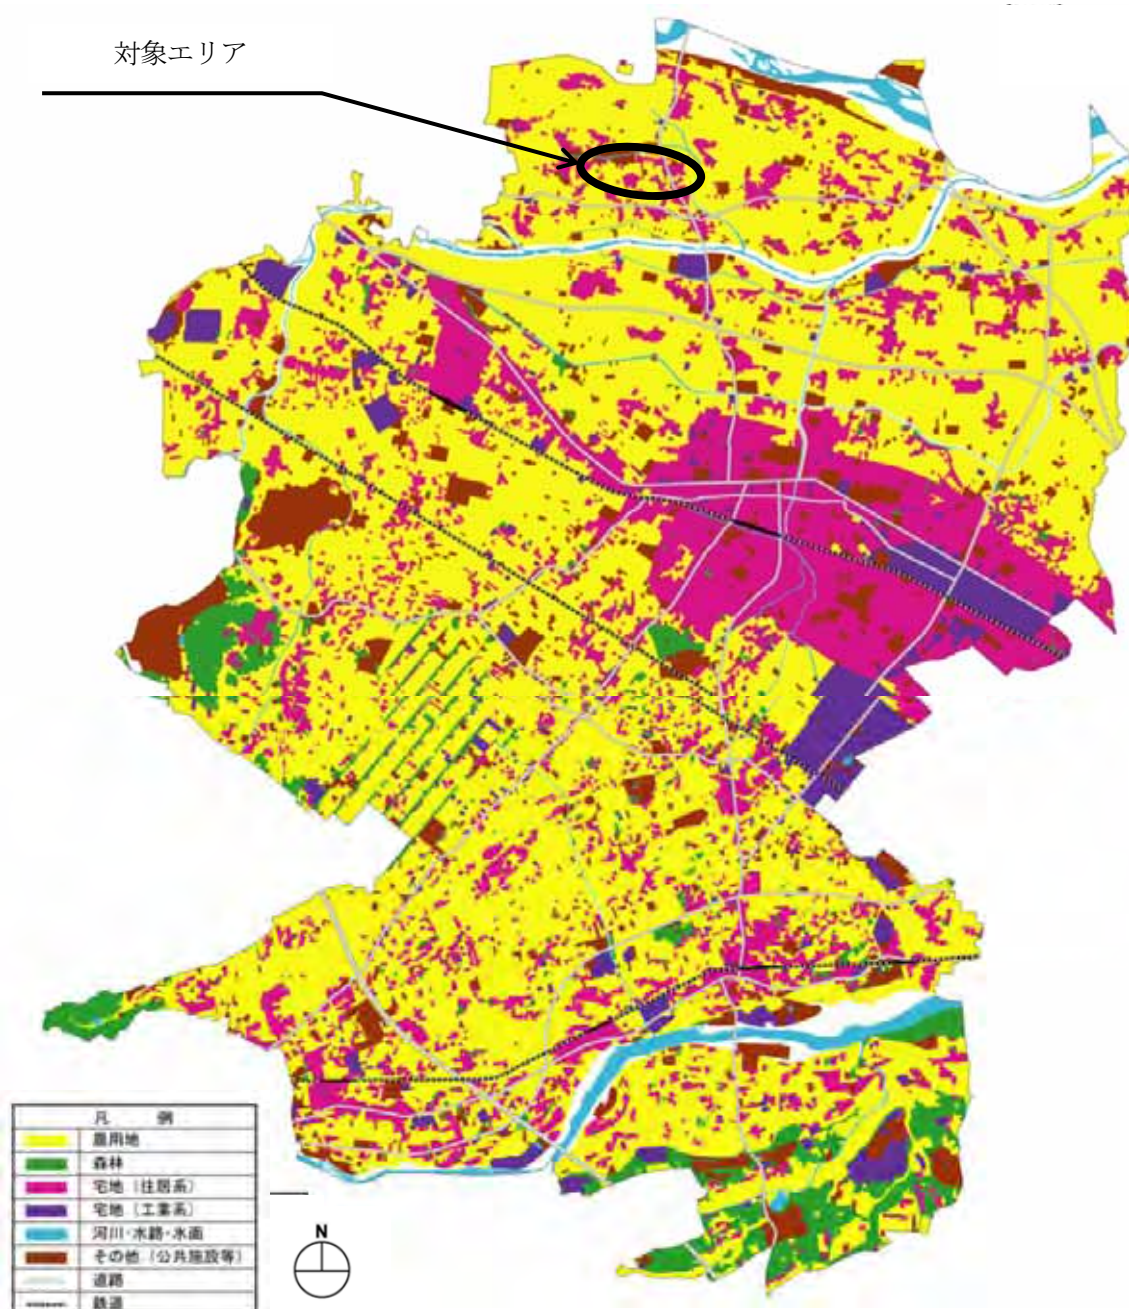 対象エリア
凡 例
農用地
森林
宅地（住居系）
宅地（工業系）
河川・水路・水面
その他（公共施設等）
道路
鉄道
N